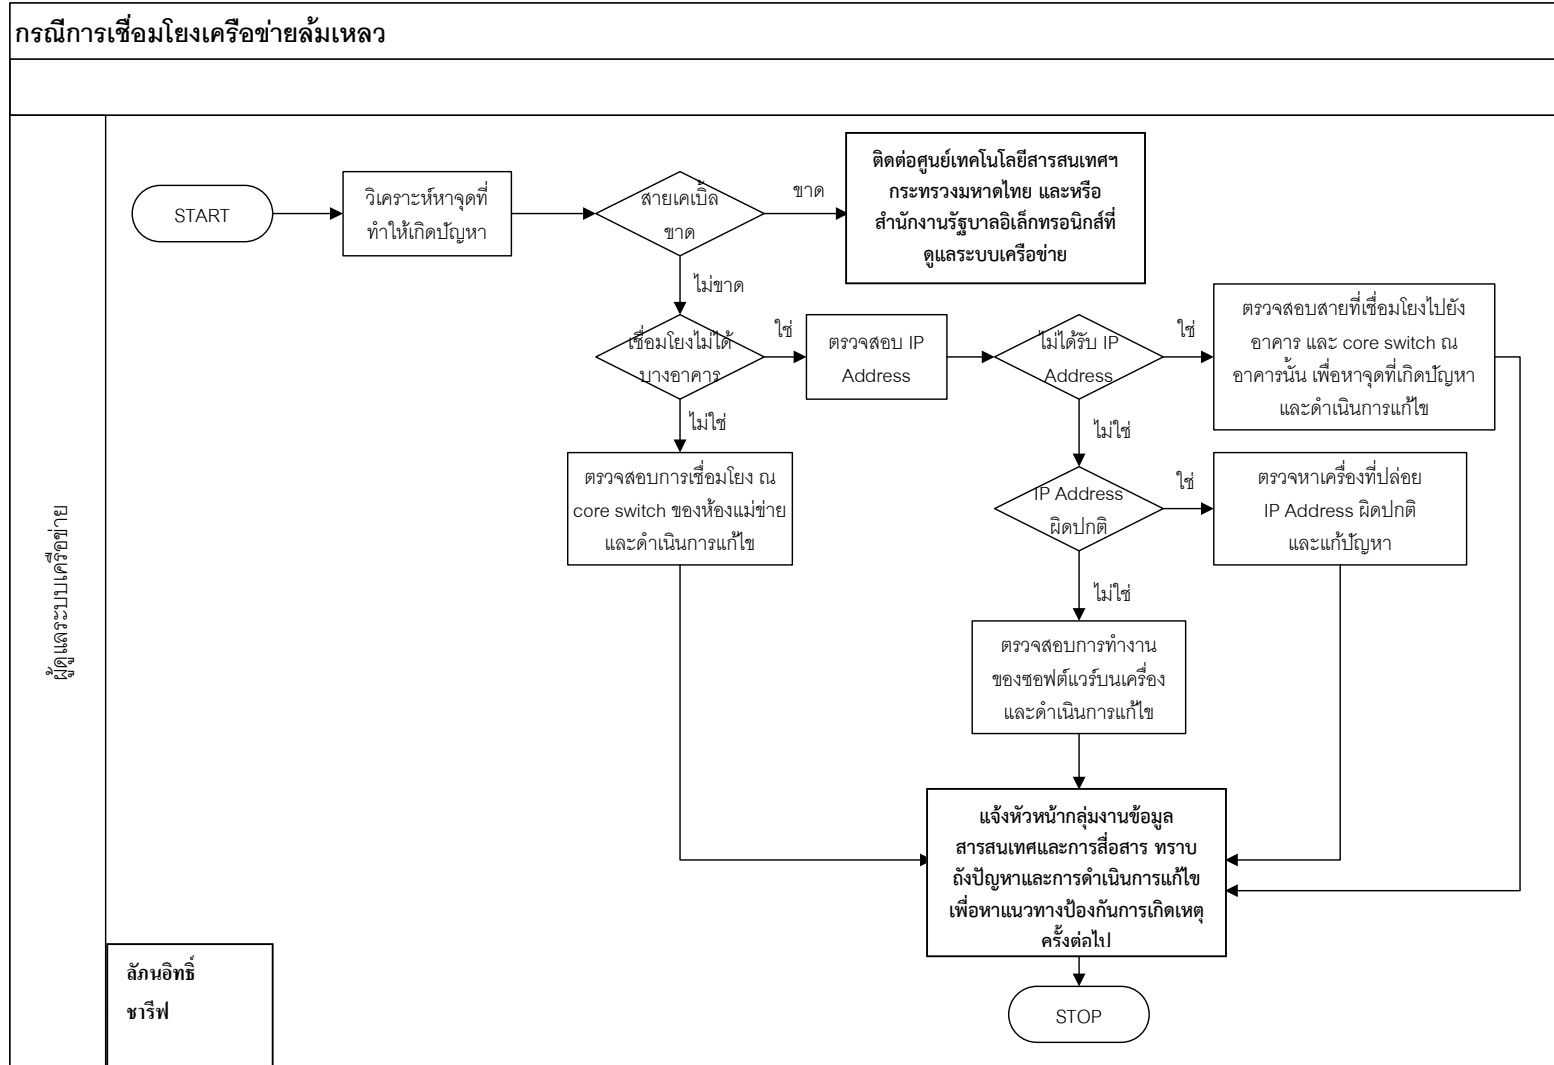 กรณีการเชื่อมโยงเครือข่ายล้มเหลว
ผู้ดูแลระบบเครือข่าย
START
วิเคราะห์หาจุดที่
ทำให้เกิดปัญหา
สายเคเบิ้ล
ขาด
ขาด
ติดต่อศูนย์เทคโนโลยีสารสนเทศฯ
กระทรวงมหาดไทย และหรือ
สำนักงานรัฐบาลอิเล็กทรอนิกส์ที่
ดูแลระบบเครือข่าย
ไม่ขาด
เชื่อมโยงไม่ได้
บางอาคาร
ใช่
ตรวจสอบ IP
Address
ไม่ได้รับ IP
Address
ใช่
ตรวจสอบสายที่เชื่อมโยงไปยัง
อาคาร และ core switch ณ
อาคารนั้น เพื่อหาจุดที่เกิดปัญหา
และดำเนินการแก้ไข
ไม่ใช่
ไม่ใช่
ตรวจสอบการเชื่อมโยง ณ
core switch ของห้องแม่ข่าย
และดำเนินการแก้ไข
IP Address
ผิดปกติ
ใช่
ตรวจหาเครื่องที่ปล่อย
IP Address ผิดปกติ
และแก้ปัญหา
ไม่ใช่
ตรวจสอบการทำงาน
ของซอฟต์แวร์บนเครื่อง
และดำเนินการแก้ไข
แจ้งหัวหน้ากลุ่มงานข้อมูล
สารสนเทศและการสื่อสาร ทราบ
ถึงปัญหาและการดำเนินการแก้ไข
เพื่อหาแนวทางป้องกันการเกิดเหตุ
ครั้งต่อไป
STOP
ลัภนอิทธิ์
ชารีฟ